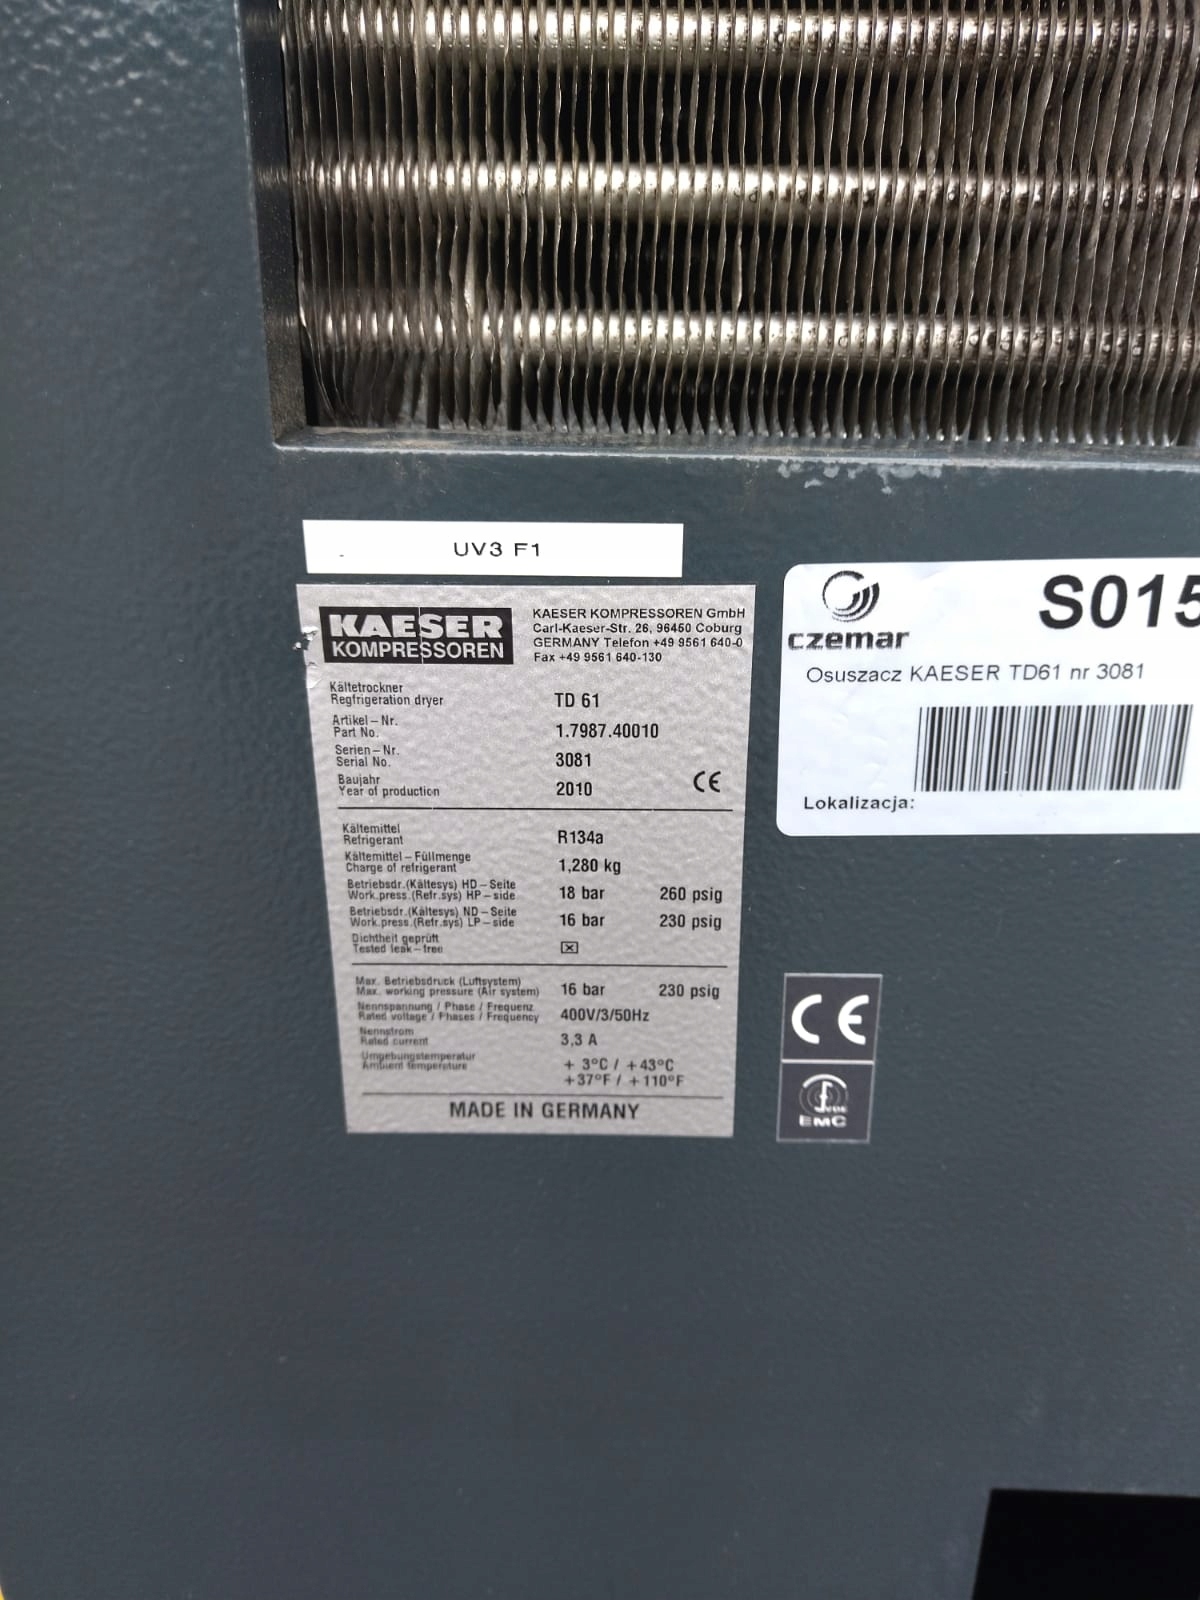 UV3 F1
KAESER
KOMPRESSOREN
KAESER KOMPRESSOREN GmbH
Carl-Kaeser-Str. 26, 96450 Coburg
GERMANY Telefon +49 9561 640-0
Fax +49 9561 640-130
Kältetrockner
Regfrigeration dryer
TD 61
Artikel – Nr.
Part No.
1.7987.40010
Serien – Nr.
Serial No.
3081
Baujahr
Year of production
2010
CE
Kältemittel
Refrigerant
R134a
Kältemittel – Füllmenge
Charge of refrigerant
1,280 kg
Betriebsdr.(Kältesys) HD – Seite
Work.press.(Refr.sys) HP – side
18 bar 260 psig
Betriebsdr.(Kältesys) ND – Seite
Work.press.(Refr.sys) LP – side
16 bar 230 psig
Dichtheit geprüft
Tested leak – free
Max. Betriebsdruck (Luftsystem)
Max. working pressure (Air system)
16 bar 230 psig
Nennspannung / Phase / Frequenz
Rated voltage / Phases / Frequency
400V/3/50Hz
Nennstrom
Rated current
3,3 A
Umgebungstemperatur
Ambient temperature
+ 3°C / +43°C
+37°F / +110°F
MADE IN GERMANY
czemar
S015
Osuszacz KAESER TD61 nr 3081
Lokalizacja:
CE
VDE
EMC